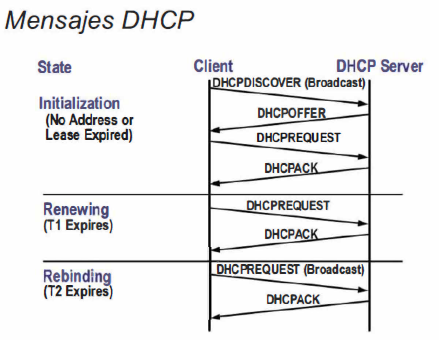 Mensajes DHCP
State Client DHCP Server
DHCPDISCOVER (Broadcast)
Initialization
(No Address or
Lease Expired)
DHCPOFFER
DHCPREQUEST
DHCPACK
Renewing
(T1 Expires)
DHCPREQUEST
DHCPACK
Rebinding
(T2 Expires)
DHCPREQUEST (Broadcast)
DHCPACK